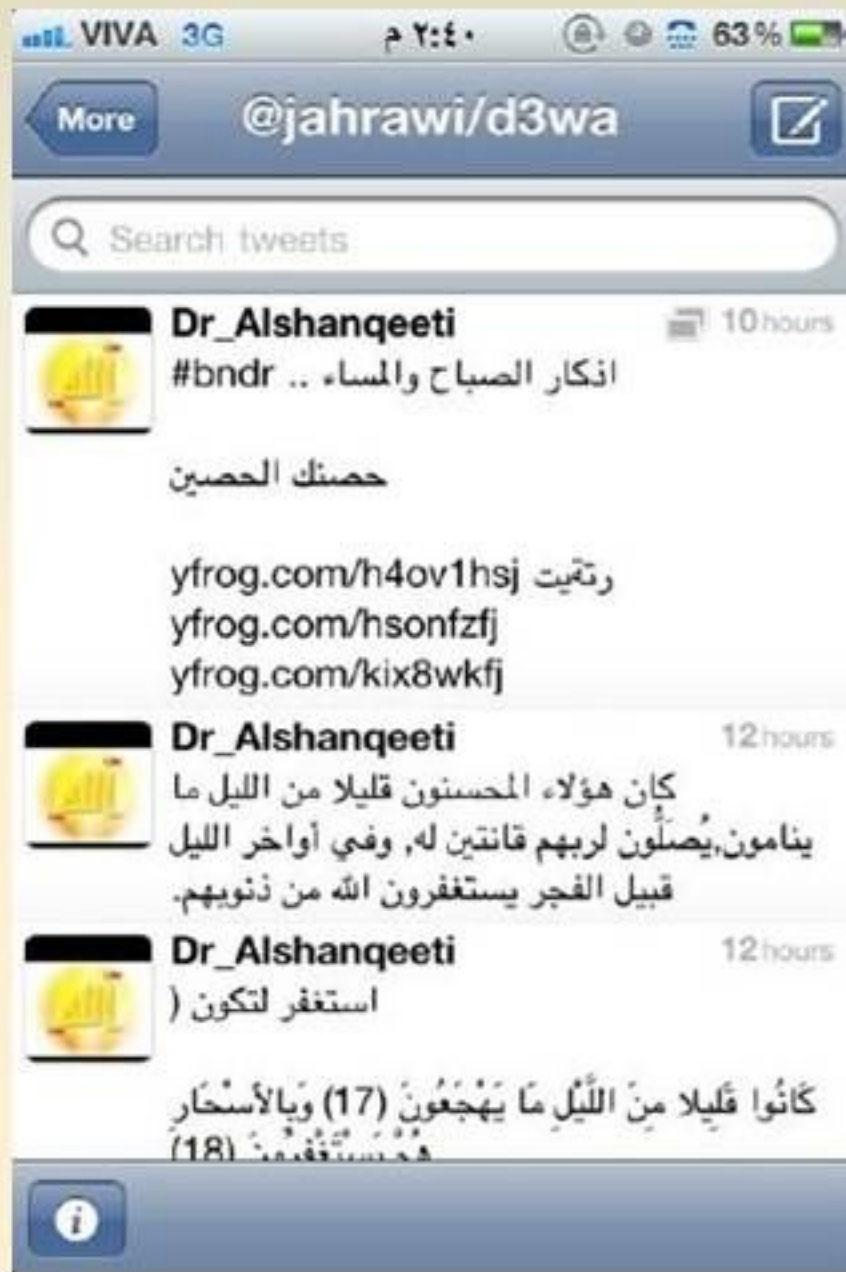 VIVA 3G ٢:٤٠ م 63%
More @jahrawi/d3wa
Search tweets
Dr_Alshanqeeti 10 hours
اذكار الصباح والمساء .. #bndr
حصنك الحصين
رتقيت yfrog.com/h4ov1hsj
yfrog.com/hsonfzfj
yfrog.com/kix8wkfj
Dr_Alshanqeeti 12 hours
كان هؤلاء المحسنون قليلا من الليل ما
ينامون,يُصَلُّون لربهم قانتين له, وفي أواخر الليل
قبيل الفجر يستغفرون الله من ذنوبهم.
Dr_Alshanqeeti 12 hours
استغفر لتكون (
كَانُوا قَلِيلا مِنَ اللَّيْلِ مَا يَهْجَعُونَ (17) وَبِالأسْحَارِ
هُمْ يَسْتَغْفِرُونَ (18)